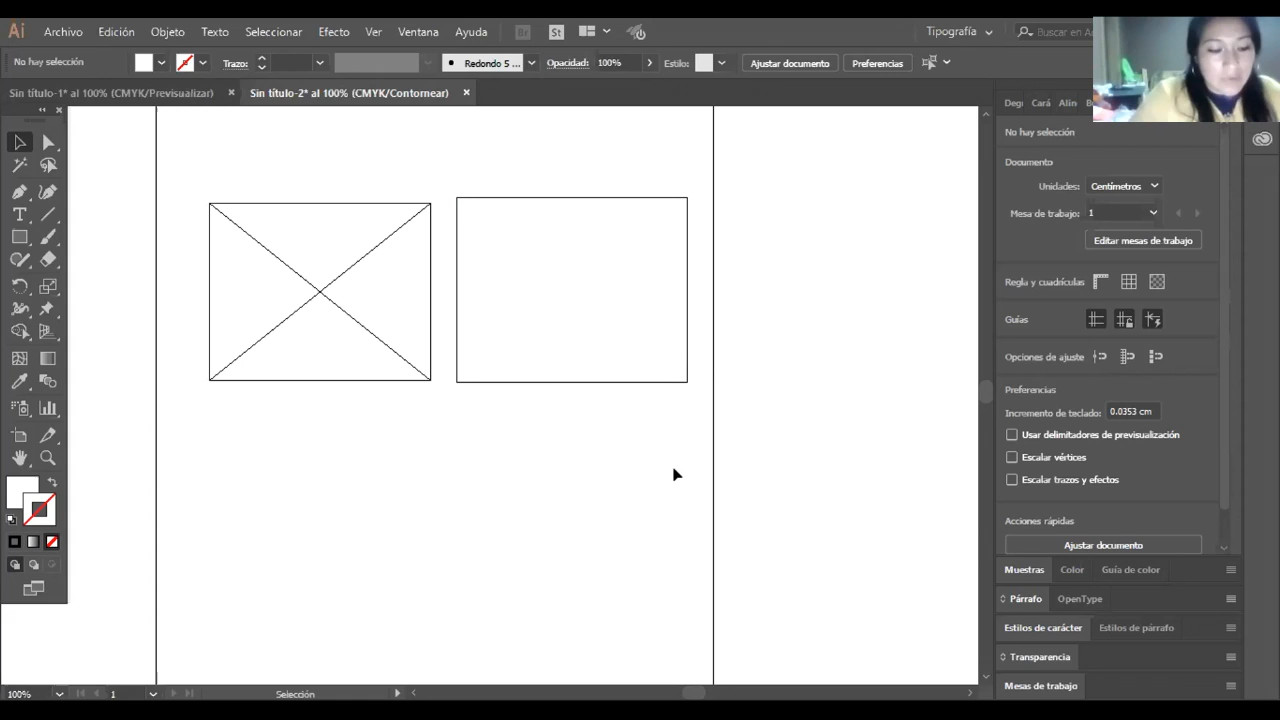 Ai Archivo Edición Objeto Texto Seleccionar Efecto Ver Ventana Ayuda Br St Tipografía Buscar en
No hay selección Trazo: Redondo 5 ... Opacidad: 100% Estilo: Ajustar documento Preferencias
Sin título-1* al 100% (CMYK/Previsualizar) Sin título-2* al 100% (CMYK/Contornear)
Degr Cará Alin
No hay selección
Documento
Unidades: Centímetros
Mesa de trabajo: 1
Editar mesas de trabajo
Regla y cuadrículas
Guías
Opciones de ajuste
Preferencias
Incremento de teclado: 0.0353 cm
Usar delimitadores de previsualización
Escalar vértices
Escalar trazos y efectos
Acciones rápidas
Ajustar documento
Muestras Color Guía de color
Párrafo OpenType
Estilos de carácter Estilos de párrafo
Transparencia
Mesas de trabajo
100% 1 Selección